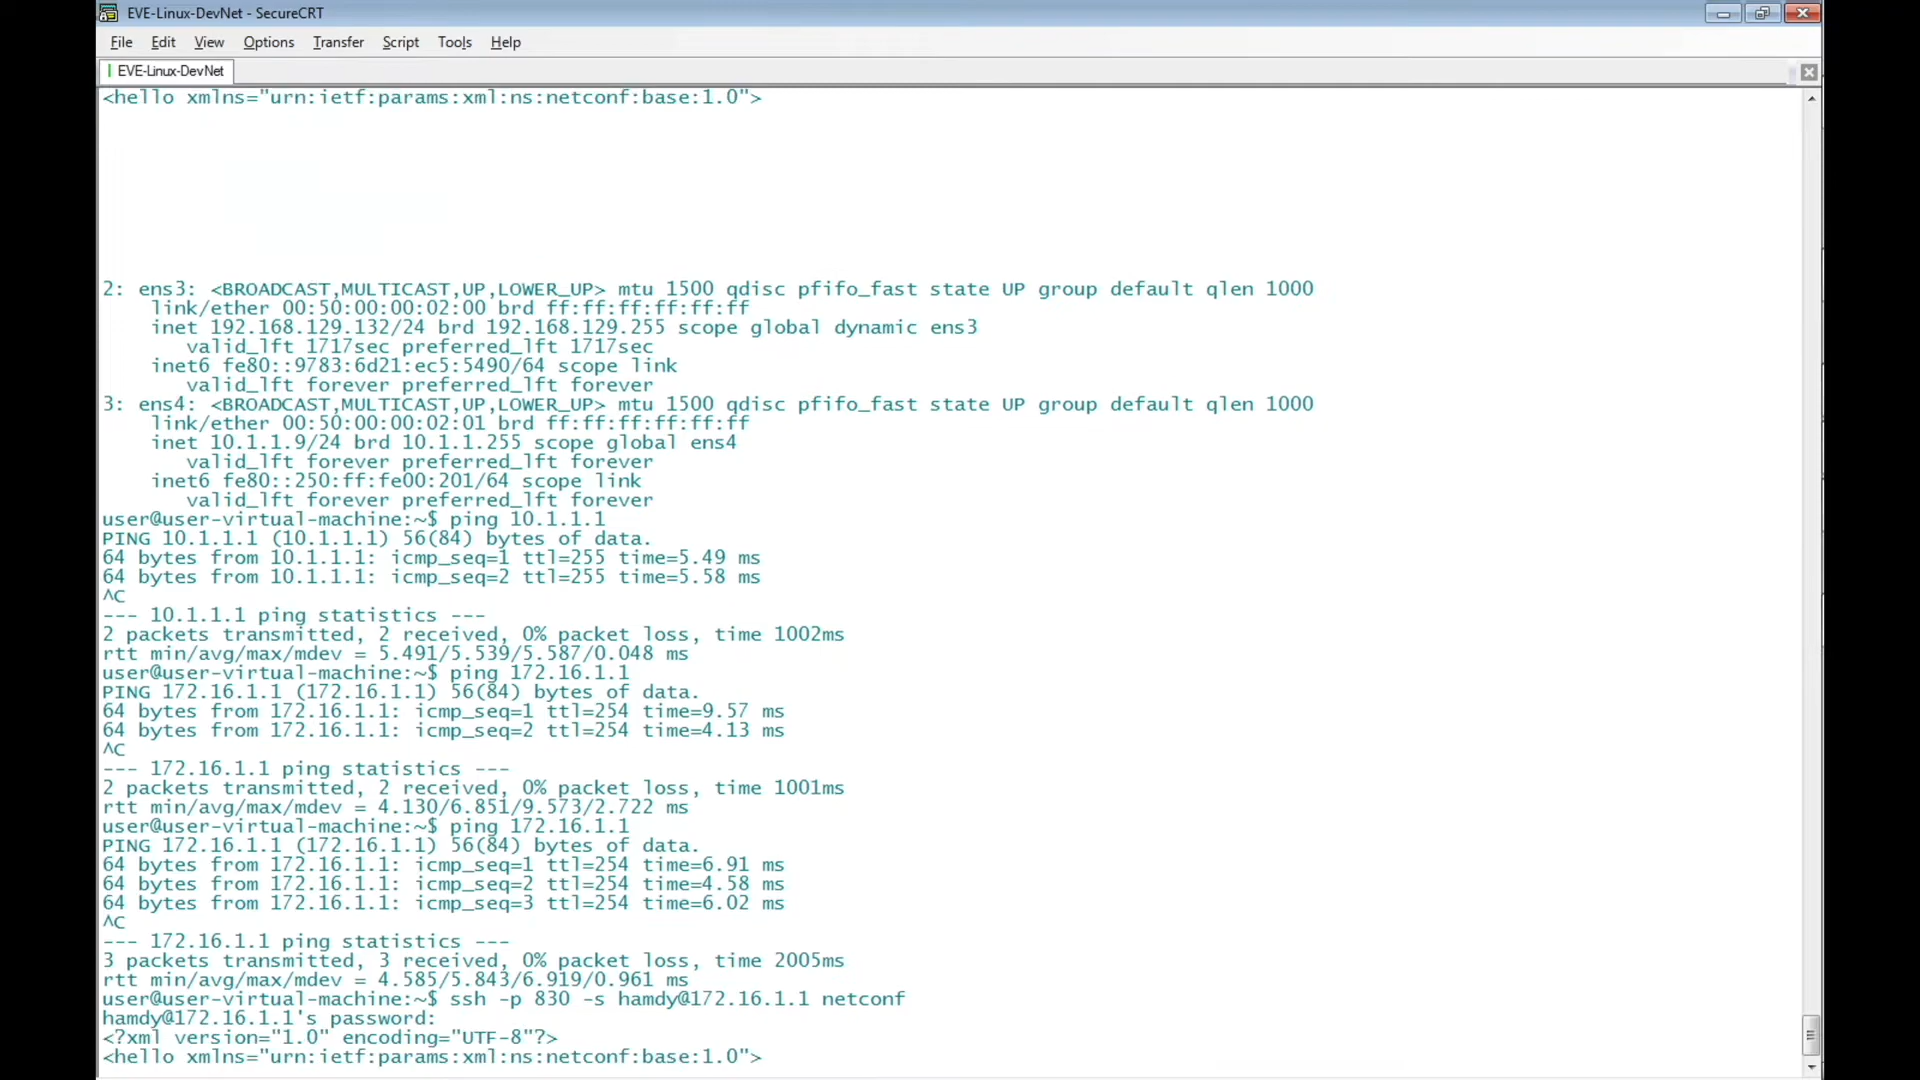 EVE-Linux-DevNet - SecureCRT
File Edit View Options Transfer Script Tools Help
EVE-Linux-DevNet
<hello xmlns="urn:ietf:params:xml:ns:netconf:base:1.0">
2: ens3: <BROADCAST,MULTICAST,UP,LOWER_UP> mtu 1500 qdisc pfifo_fast state UP group default qlen 1000
    link/ether 00:50:00:00:02:00 brd ff:ff:ff:ff:ff:ff
    inet 192.168.129.132/24 brd 192.168.129.255 scope global dynamic ens3
       valid_lft 1717sec preferred_lft 1717sec
    inet6 fe80::9783:6d21:ec5:5490/64 scope link
       valid_lft forever preferred_lft forever
3: ens4: <BROADCAST,MULTICAST,UP,LOWER_UP> mtu 1500 qdisc pfifo_fast state UP group default qlen 1000
    link/ether 00:50:00:00:02:01 brd ff:ff:ff:ff:ff:ff
    inet 10.1.1.9/24 brd 10.1.1.255 scope global ens4
       valid_lft forever preferred_lft forever
    inet6 fe80::250:ff:fe00:201/64 scope link
       valid_lft forever preferred_lft forever
user@user-virtual-machine:~$ ping 10.1.1.1
PING 10.1.1.1 (10.1.1.1) 56(84) bytes of data.
64 bytes from 10.1.1.1: icmp_seq=1 ttl=255 time=5.49 ms
64 bytes from 10.1.1.1: icmp_seq=2 ttl=255 time=5.58 ms
^C
--- 10.1.1.1 ping statistics ---
2 packets transmitted, 2 received, 0% packet loss, time 1002ms
rtt min/avg/max/mdev = 5.491/5.539/5.587/0.048 ms
user@user-virtual-machine:~$ ping 172.16.1.1
PING 172.16.1.1 (172.16.1.1) 56(84) bytes of data.
64 bytes from 172.16.1.1: icmp_seq=1 ttl=254 time=9.57 ms
64 bytes from 172.16.1.1: icmp_seq=2 ttl=254 time=4.13 ms
^C
--- 172.16.1.1 ping statistics ---
2 packets transmitted, 2 received, 0% packet loss, time 1001ms
rtt min/avg/max/mdev = 4.130/6.851/9.573/2.722 ms
user@user-virtual-machine:~$ ping 172.16.1.1
PING 172.16.1.1 (172.16.1.1) 56(84) bytes of data.
64 bytes from 172.16.1.1: icmp_seq=1 ttl=254 time=6.91 ms
64 bytes from 172.16.1.1: icmp_seq=2 ttl=254 time=4.58 ms
64 bytes from 172.16.1.1: icmp_seq=3 ttl=254 time=6.02 ms
^C
--- 172.16.1.1 ping statistics ---
3 packets transmitted, 3 received, 0% packet loss, time 2005ms
rtt min/avg/max/mdev = 4.585/5.843/6.919/0.961 ms
user@user-virtual-machine:~$ ssh -p 830 -s hamdy@172.16.1.1 netconf
hamdy@172.16.1.1's password:
<?xml version="1.0" encoding="UTF-8"?>
<hello xmlns="urn:ietf:params:xml:ns:netconf:base:1.0">